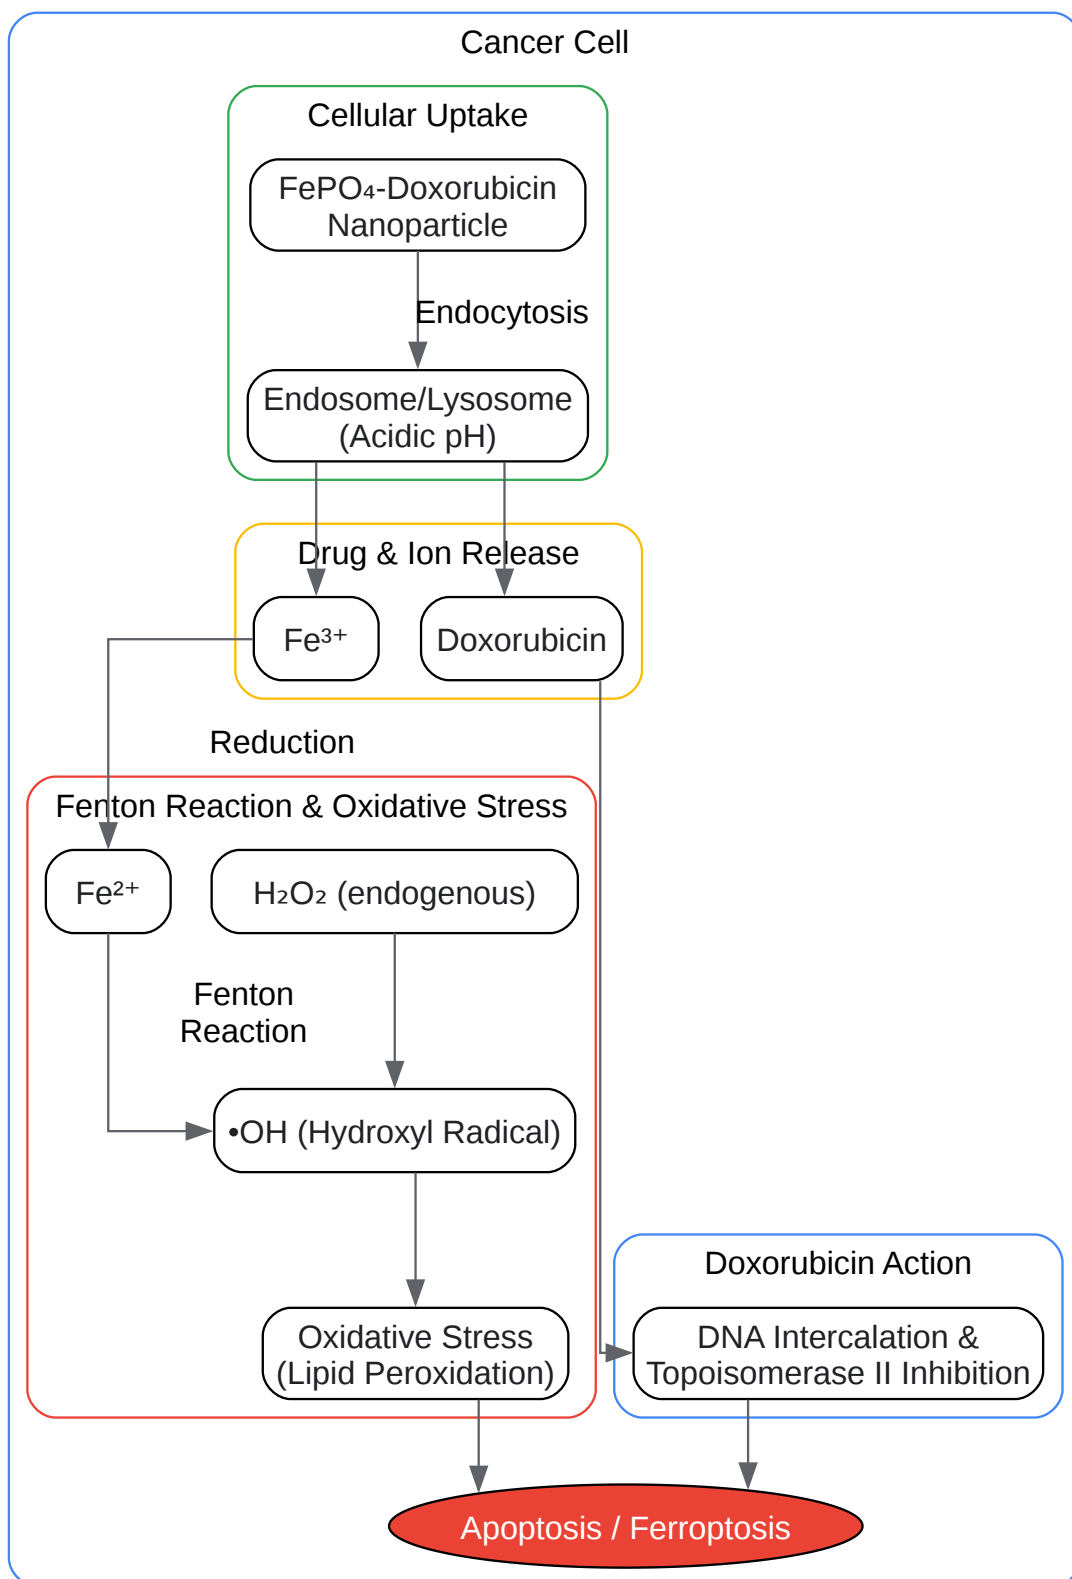 Cancer Cell
Cellular Uptake
FePO₄-Doxorubicin
Nanoparticle
Endocytosis
Endosome/Lysosome
(Acidic pH)
Drug & Ion Release
Fe³⁺
Doxorubicin
Reduction
Fenton Reaction & Oxidative Stress
Fe²⁺
H₂O₂ (endogenous)
Fenton
Reaction
•OH (Hydroxyl Radical)
Doxorubicin Action
Oxidative Stress
(Lipid Peroxidation)
DNA Intercalation &
Topoisomerase II Inhibition
Apoptosis / Ferroptosis